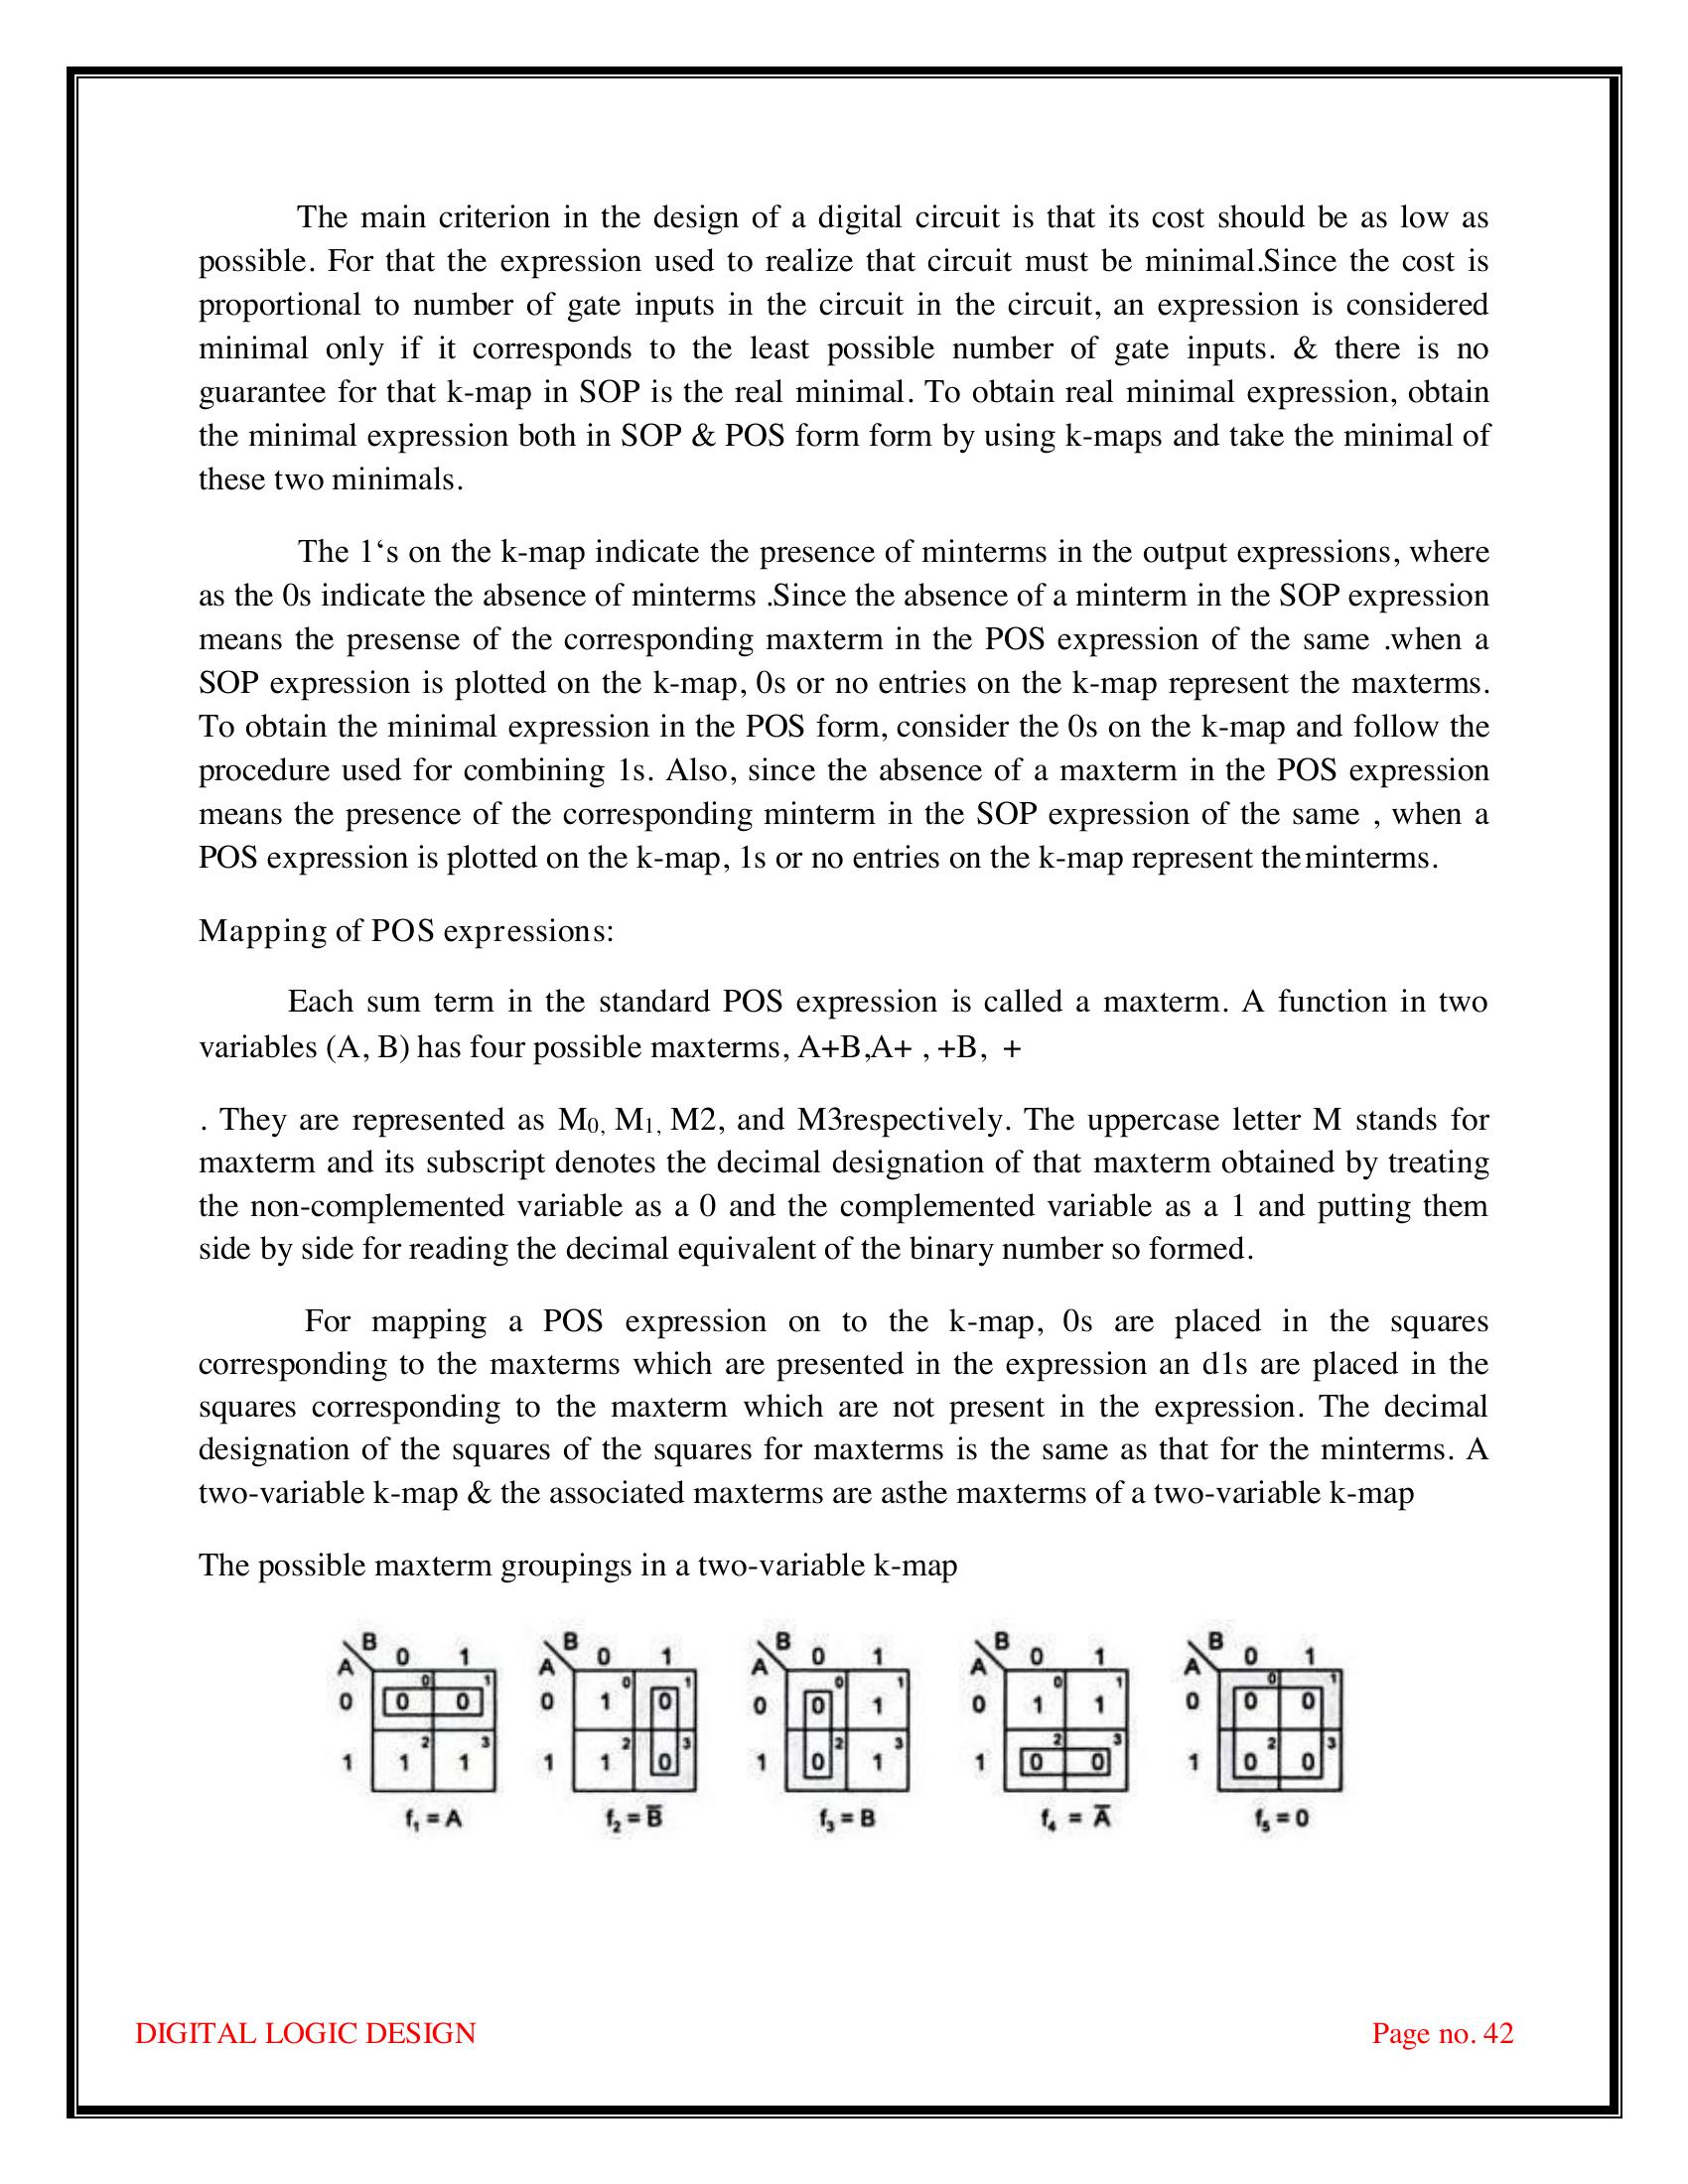 The main criterion in the design of a digital circuit is that its cost should be as low as
possible. For that the expression used to realize that circuit must be minimal.Since the cost is
proportional to number of gate inputs in the circuit in the circuit, an expression is considered
minimal only if it corresponds to the least possible number of gate inputs. & there is no
guarantee for that k-map in SOP is the real minimal. To obtain real minimal expression, obtain
the minimal expression both in SOP & POS form form by using k-maps and take the minimal of
these two minimals.
The 1‘s on the k-map indicate the presence of minterms in the output expressions, where
as the 0s indicate the absence of minterms .Since the absence of a minterm in the SOP expression
means the presense of the corresponding maxterm in the POS expression of the same .when a
SOP expression is plotted on the k-map, 0s or no entries on the k-map represent the maxterms.
To obtain the minimal expression in the POS form, consider the 0s on the k-map and follow the
procedure used for combining 1s. Also, since the absence of a maxterm in the POS expression
means the presence of the corresponding minterm in the SOP expression of the same , when a
POS expression is plotted on the k-map, 1s or no entries on the k-map represent theminterms.
Mapping of POS expressions:
Each sum term in the standard POS expression is called a maxterm. A function in two
variables (A, B) has four possible maxterms, A+B,A+ , +B, +
. They are represented as M₀, M₁, M2, and M3respectively. The uppercase letter M stands for
maxterm and its subscript denotes the decimal designation of that maxterm obtained by treating
the non-complemented variable as a 0 and the complemented variable as a 1 and putting them
side by side for reading the decimal equivalent of the binary number so formed.
For mapping a POS expression on to the k-map, 0s are placed in the squares
corresponding to the maxterms which are presented in the expression an d1s are placed in the
squares corresponding to the maxterm which are not present in the expression. The decimal
designation of the squares of the squares for maxterms is the same as that for the minterms. A
two-variable k-map & the associated maxterms are asthe maxterms of a two-variable k-map
The possible maxterm groupings in a two-variable k-map
B B B B B
A 0 1 A 0 1 A 0 1 A 0 1 A 0 1
0 1 0 1 0 1 0 1 0 1
0 0 0 0 1 0 0 0 1 0 1 1 0 0 0
2 3 2 3 2 3 2 3 2 3
1 1 1 1 1 0 1 0 1 1 0 0 1 0 0
f₁ = A f₂ = B̅ f₃ = B f₄ = A̅ f₅ = 0
DIGITAL LOGIC DESIGN Page no. 42